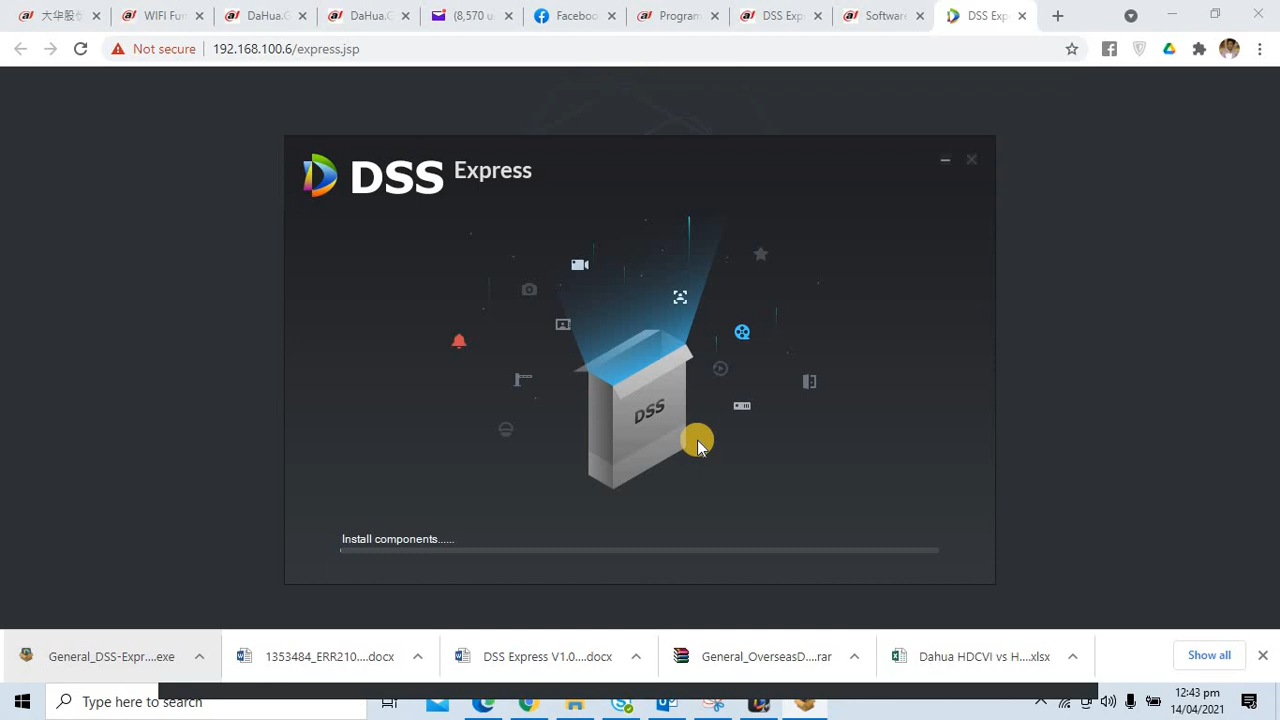 大华股份
WIFI Fun
DaHua.G
DaHua.G
(8,570 u
Faceboo
Program
DSS Exp
Software
DSS Exp
Not secure
192.168.100.6/express.jsp
DSS Express
DSS
Install components......
General_DSS-Expr....exe
1353484_ERR210....docx
DSS Express V1.0....docx
General_OverseasD....rar
Dahua HDCVI vs H....xlsx
Show all
Type here to search
12:43 pm
14/04/2021